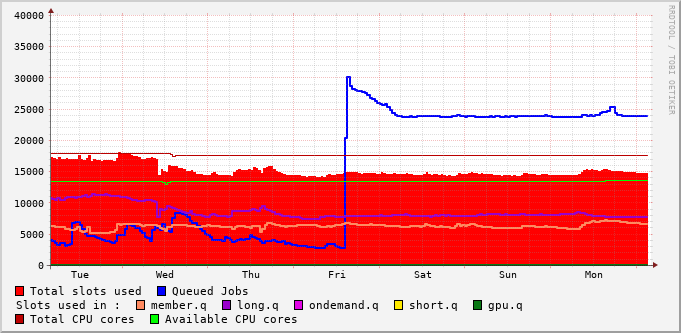 RRDTOOL / TOBI OETIKER
40000
35000
30000
25000
20000
15000
10000
5000
0
Tue Wed Thu Fri Sat Sun Mon
Total slots used Queued Jobs
Slots used in : member.q long.q ondemand.q short.q gpu.q
Total CPU cores Available CPU cores